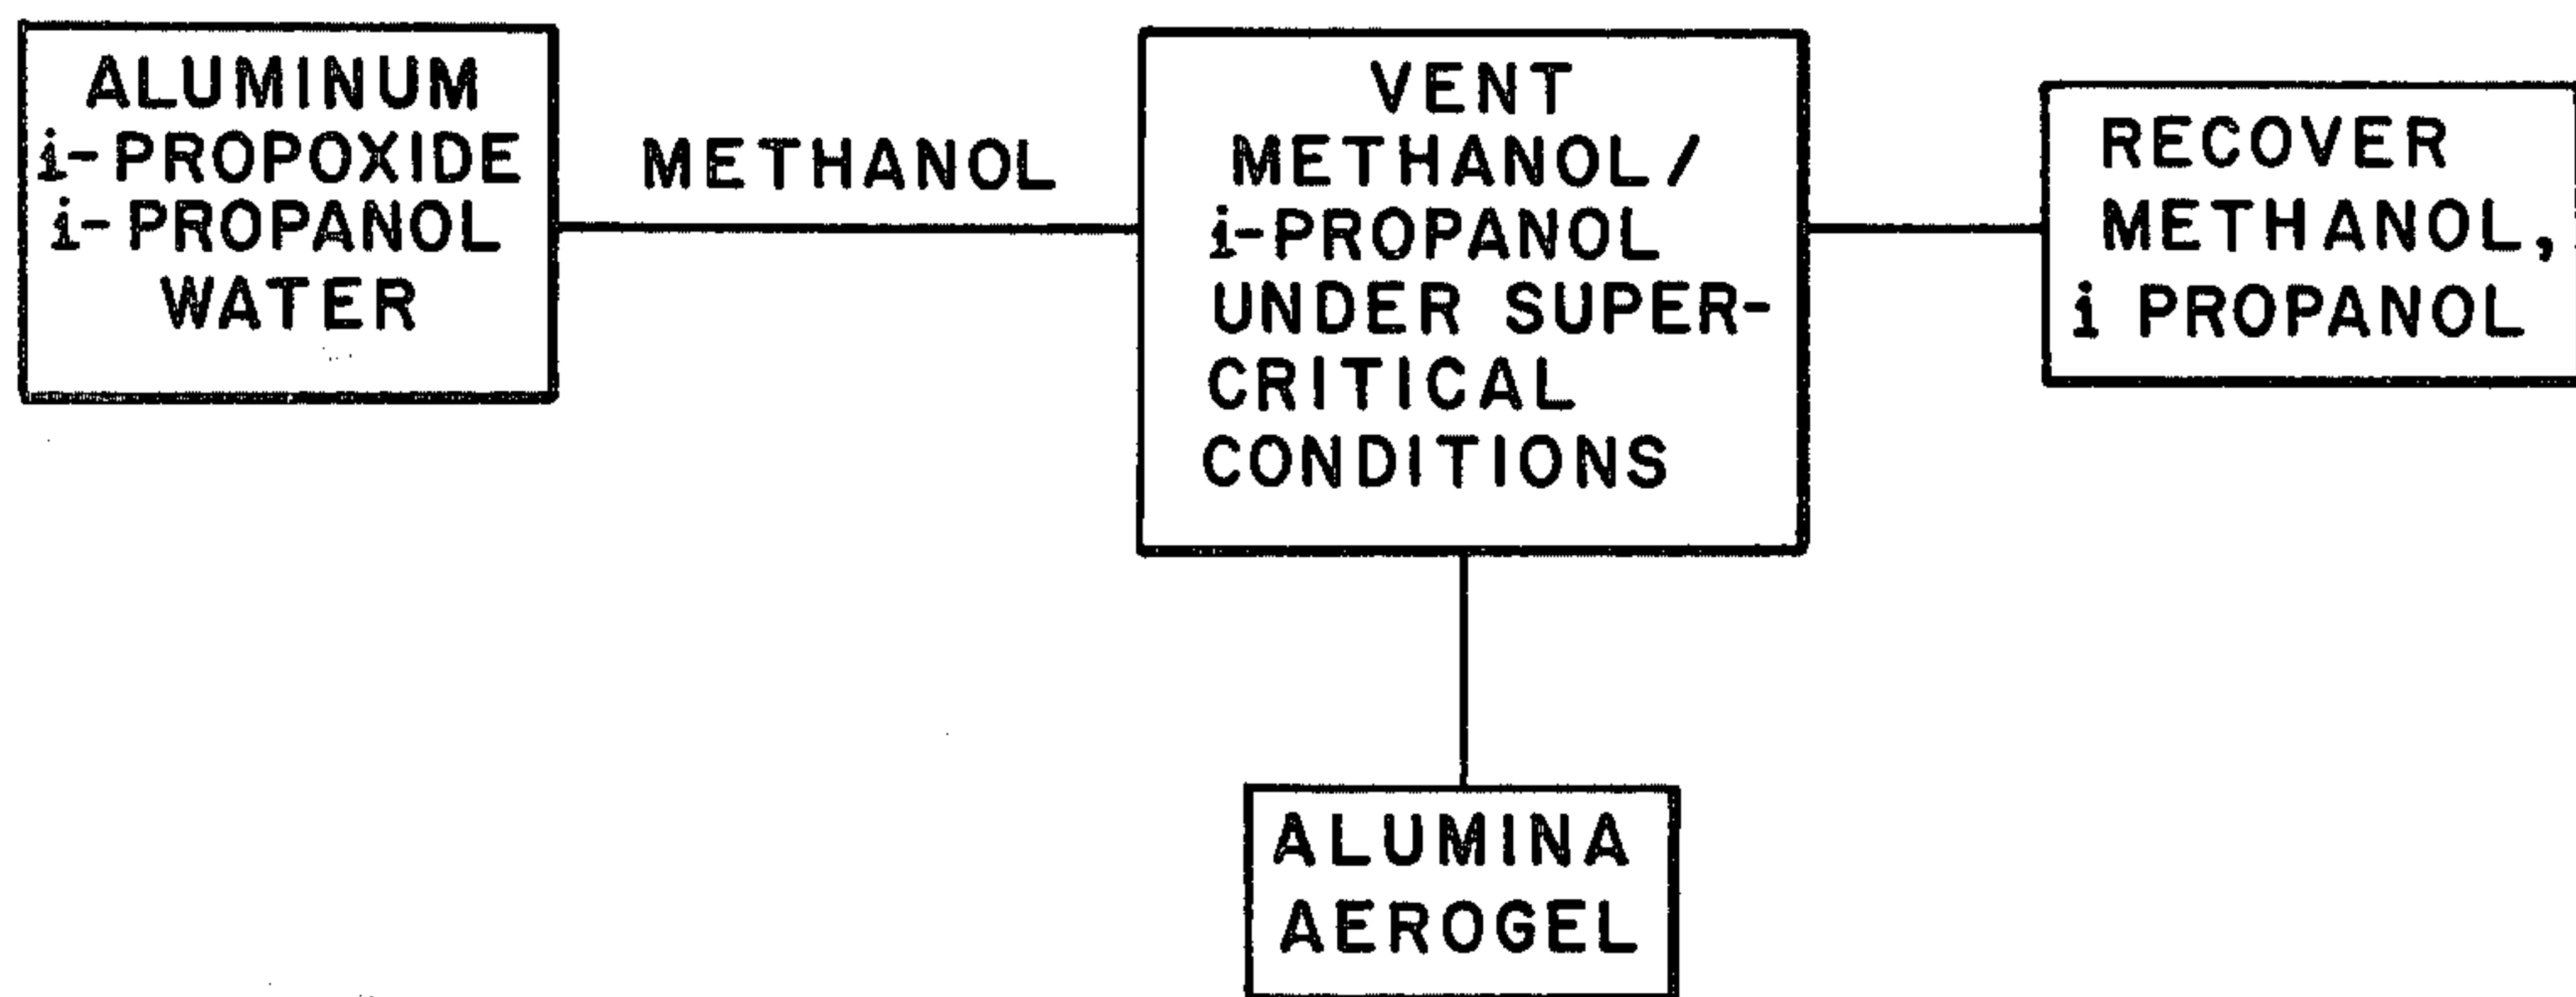 ALUMINUM
i-PROPOXIDE
i-PROPANOL
WATER
METHANOL
VENT
METHANOL/
i-PROPANOL
UNDER SUPER-
CRITICAL
CONDITIONS
RECOVER
METHANOL,
i PROPANOL
ALUMINA
AEROGEL